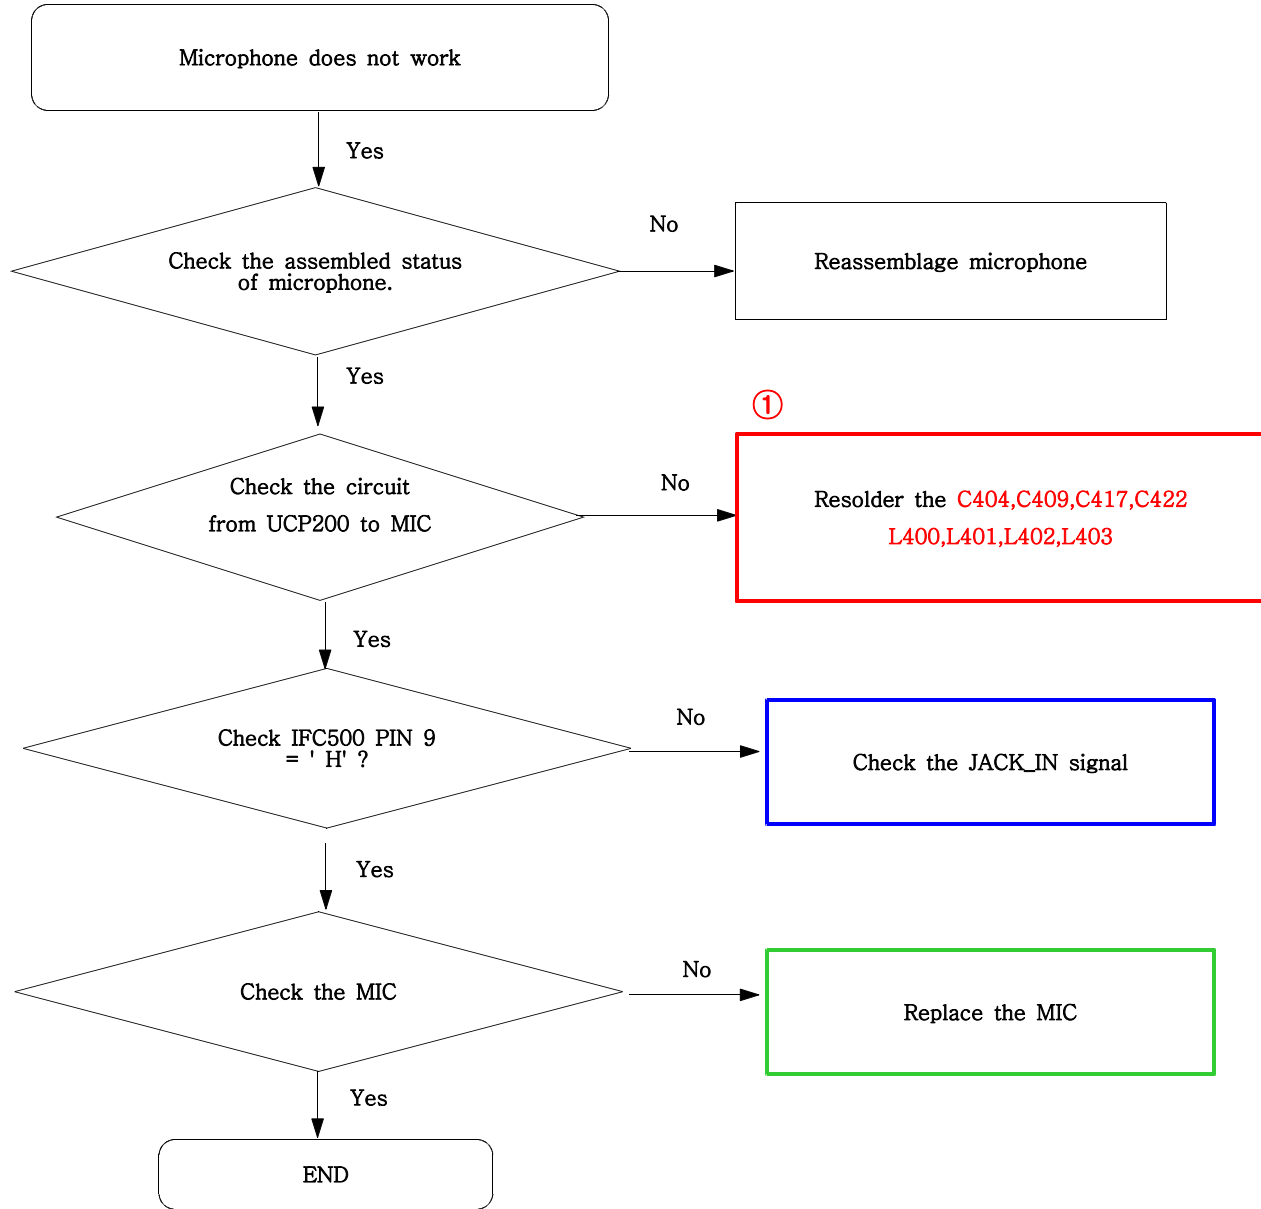 Microphone does not work
Yes
Check the assembled status
of microphone.
No
Reassemblage microphone
Yes
①
Check the circuit
from UCP200 to MIC
No
Resolder the C404,C409,C417,C422
L400,L401,L402,L403
Yes
Check IFC500 PIN 9
= ' H' ?
No
Check the JACK_IN signal
Yes
Check the MIC
No
Replace the MIC
Yes
END